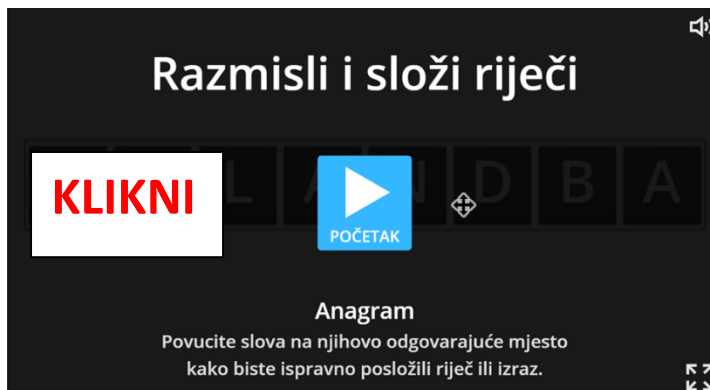 Razmisli i složi riječi
KLIKNI
L A N D B A
POČETAK
Anagram
Povucite slova na njihovo odgovarajuće mjesto
kako biste ispravno posložili riječ ili izraz.